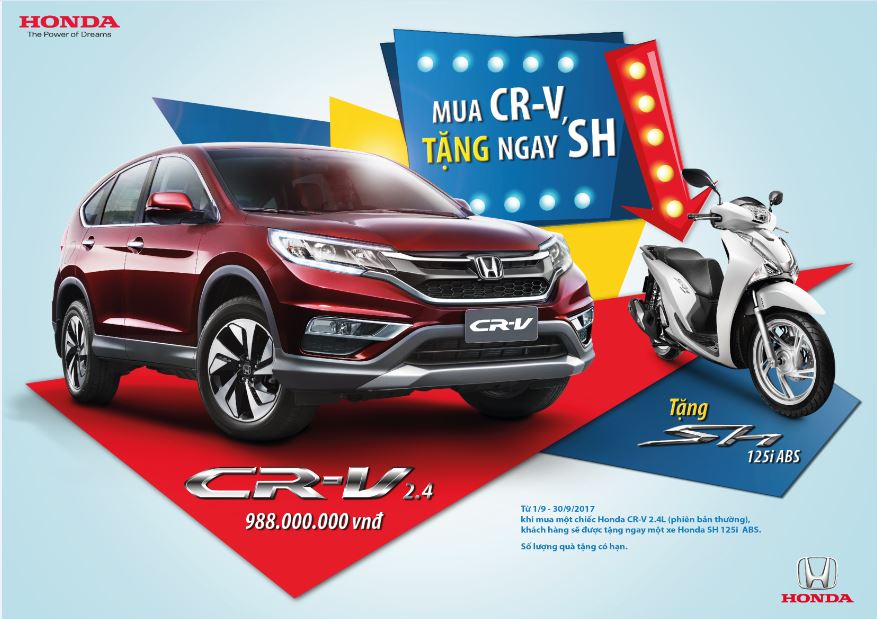 HONDA
The Power of Dreams
MUA CR-V,
TẶNG NGAY SH
CR-V
Tặng
Sh
125i ABS
CR-V 2.4
988.000.000 vnđ
Từ 1/9 - 30/9/2017
khi mua một chiếc Honda CR-V 2.4L (phiên bản thường),
khách hàng sẽ được tặng ngay một xe Honda SH 125i ABS.
Số lượng quà tặng có hạn.
HONDA